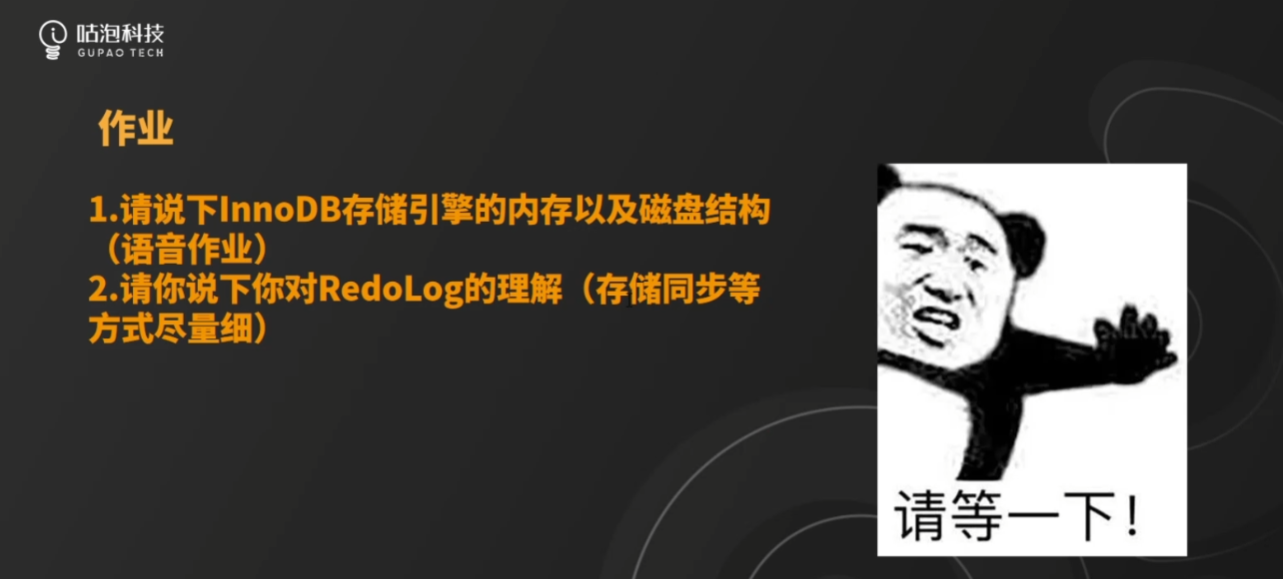 咕泡科技
GUPAO TECH
作业
1.请说下InnoDB存储引擎的内存以及磁盘结构
（语音作业）
2.请你说下你对RedoLog的理解（存储同步等
方式尽量细）
请等一下！